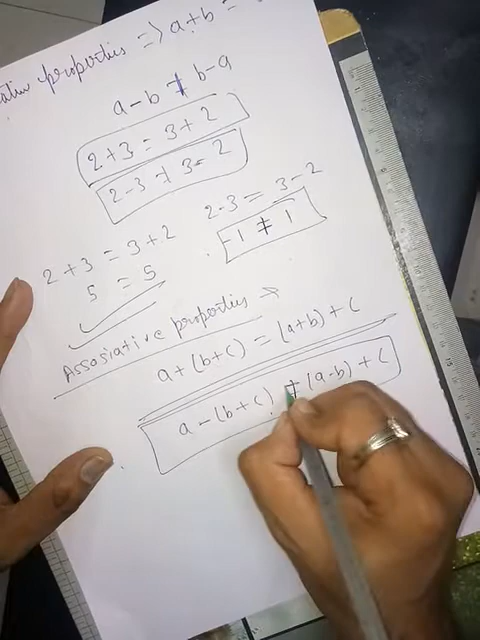 properties => a+b =
a-b ≠ b-a
2+3 = 3+2
2-3 ≠ 3-2
2-3 = 3-2
-1 ≠ 1
2+3 = 3+2
5 = 5
Assosiative properties →
a+(b+c) = (a+b)+c
a-(b+c) ≠ (a-b)+c